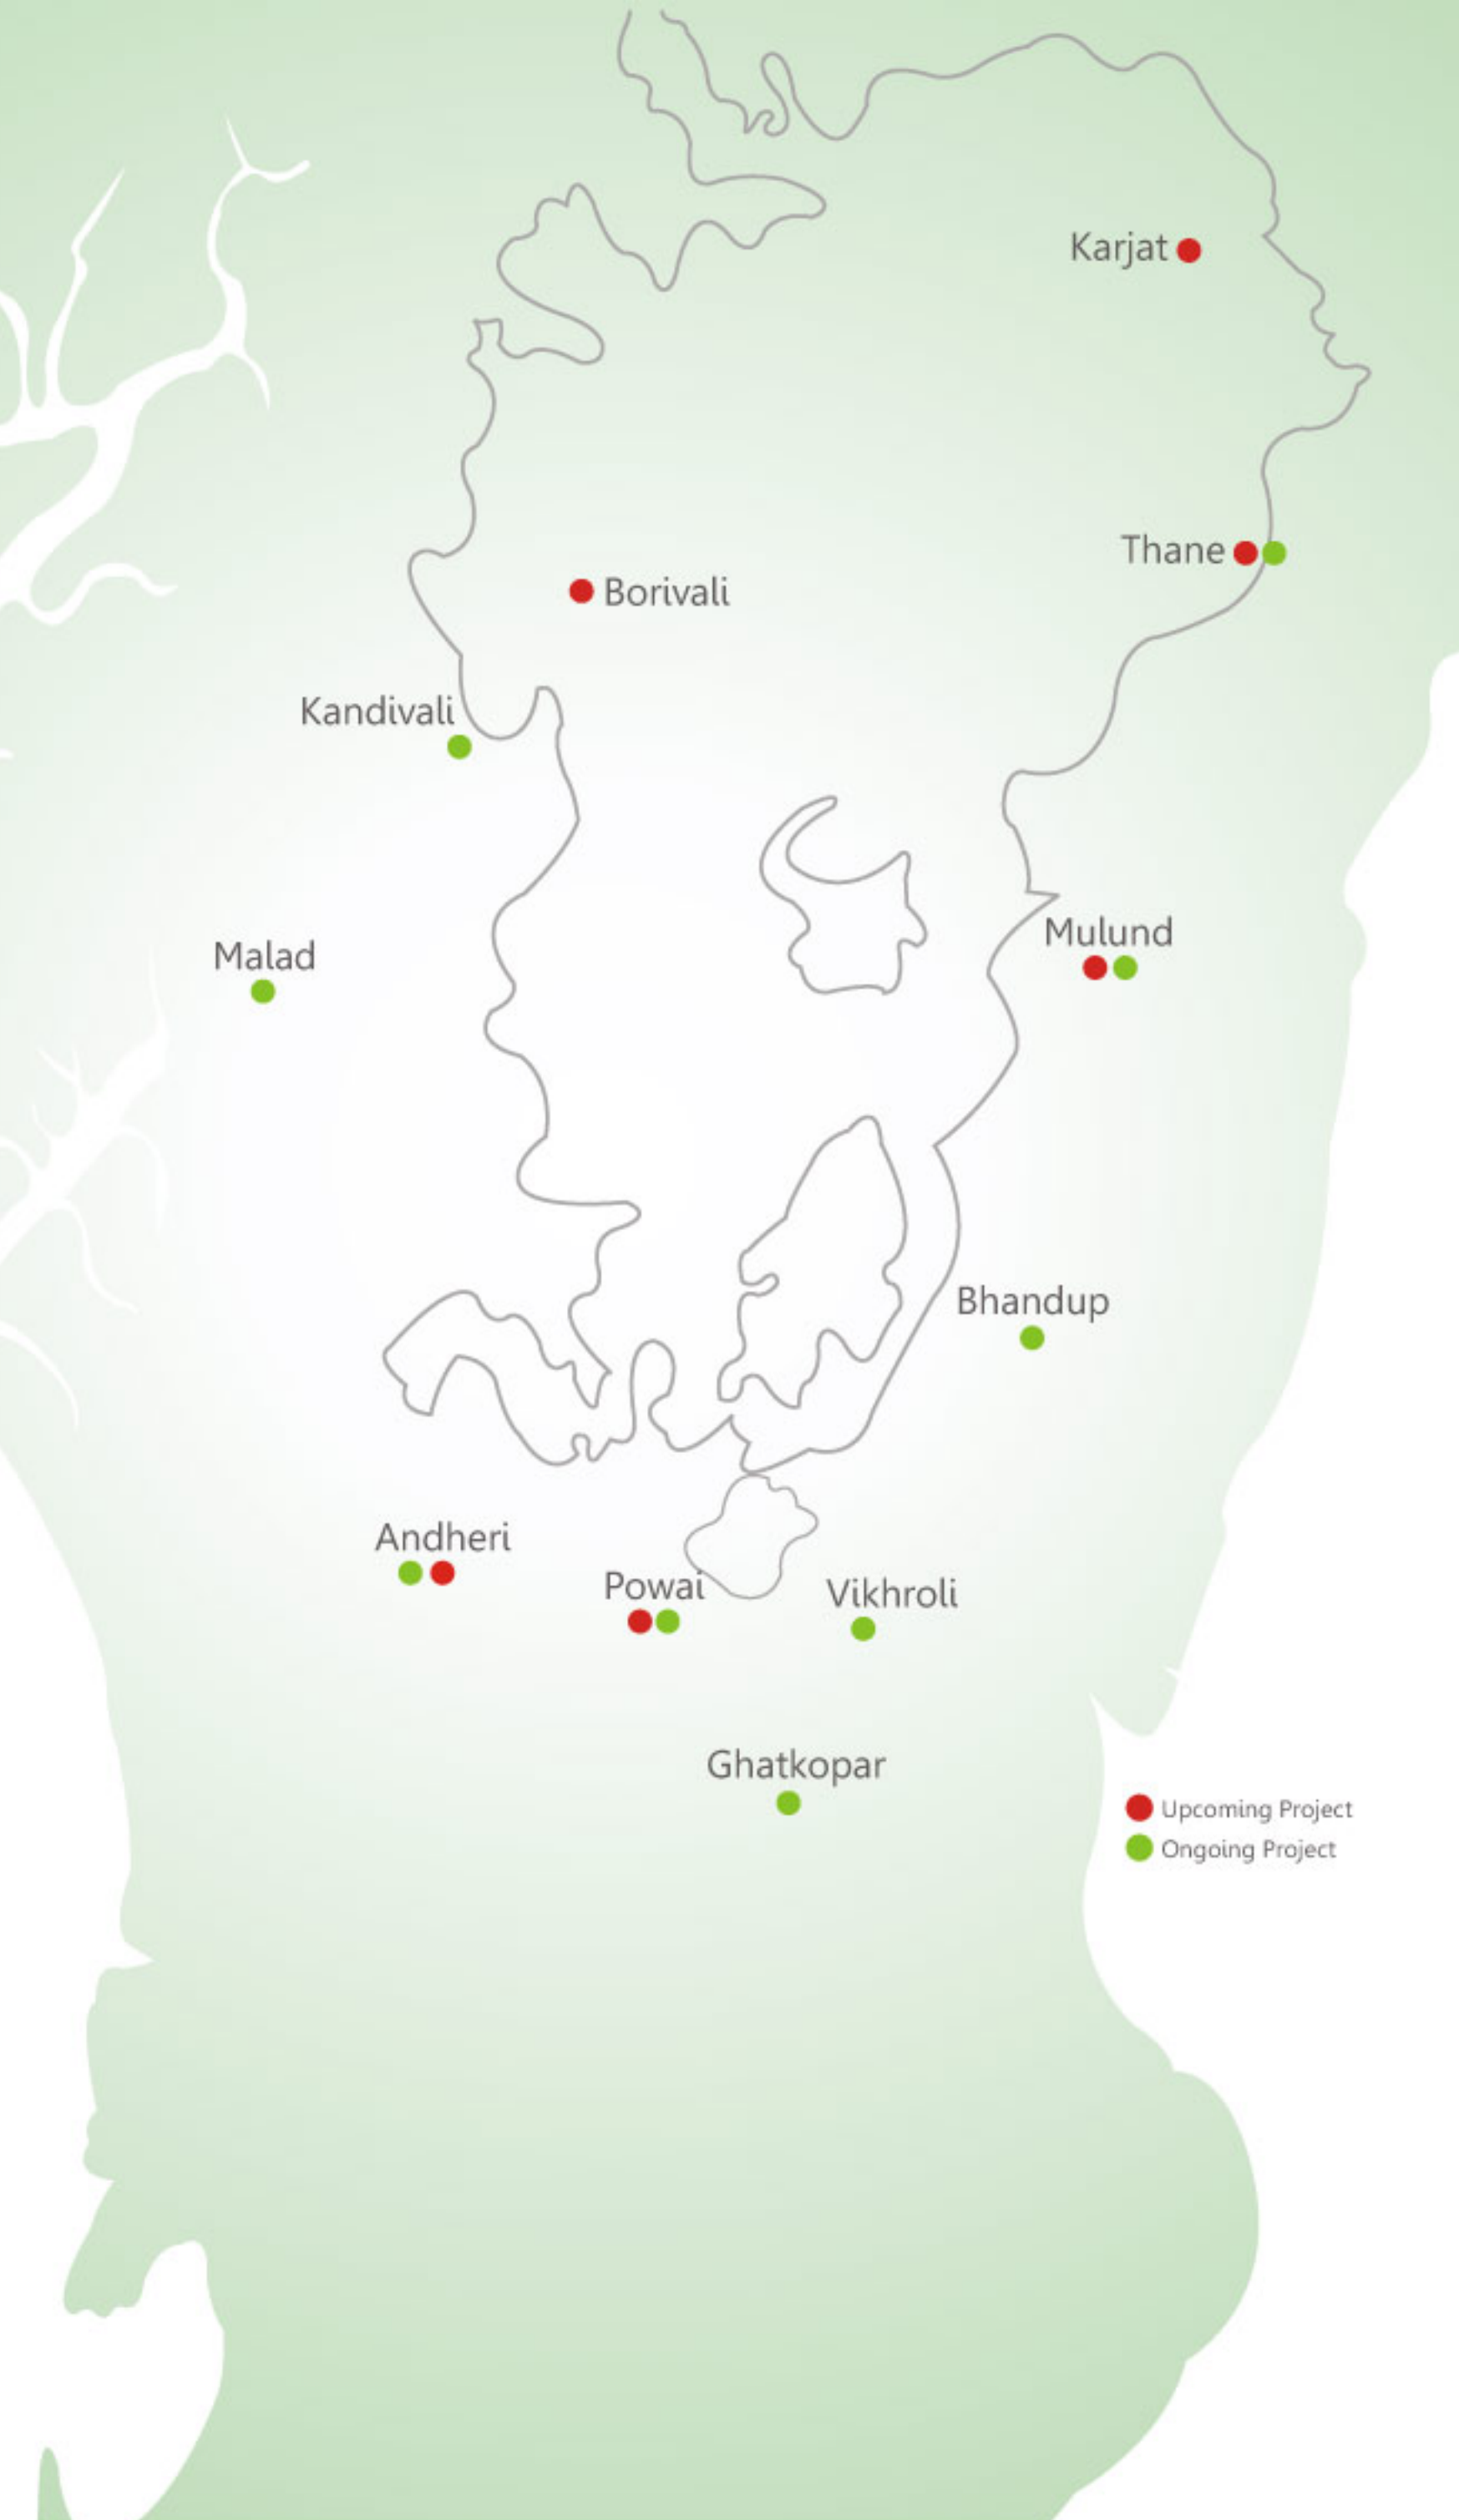 Karjat
Thane
Borivali
Kandivali
Mulund
Malad
Bhandup
Andheri
Powai
Vikhroli
Ghatkopar
Upcoming Project
Ongoing Project